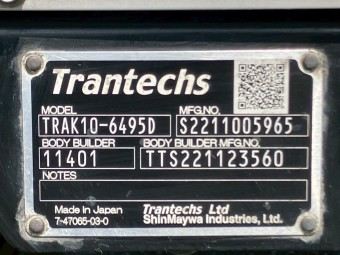 Trantechs
MODEL MFG.NO.
TRAK10-6495D S2211005965
BODY BUILDER BODY BUILDER MFG.NO.
11401 TTS221123560
NOTES
Made in Japan Trantechs Ltd
7-47065-03-0 ShinMaywa Industries, Ltd.